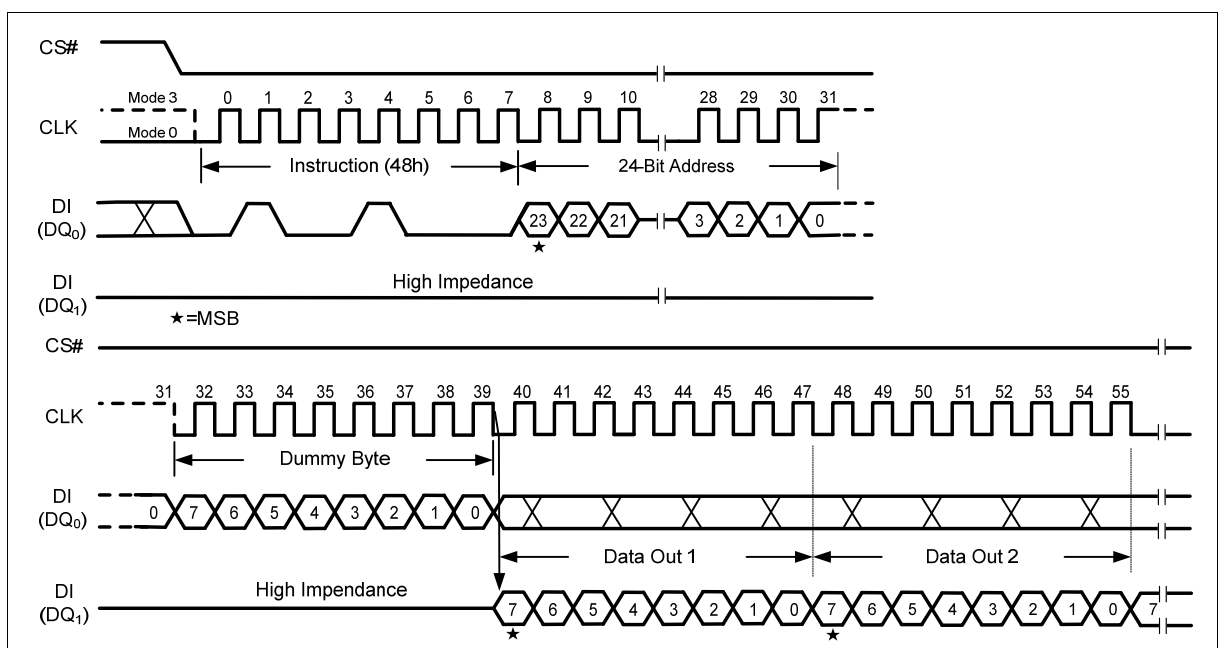 CS#
Mode 3
0 1 2 3 4 5 6 7 8 9 10 28 29 30 31
CLK
Mode 0
Instruction (48h)
24-Bit Address
DI
(DQ0)
23 22 21 3 2 1 0
★
DI
(DQ1)
High Impedance
★=MSB
CS#
31 32 33 34 35 36 37 38 39 40 41 42 43 44 45 46 47 48 49 50 51 52 53 54 55
CLK
Dummy Byte
DI
(DQ0)
0 7 6 5 4 3 2 1 0
Data Out 1
Data Out 2
DI
(DQ1)
High Impendance
7 6 5 4 3 2 1 0 7 6 5 4 3 2 1 0 7
★ ★